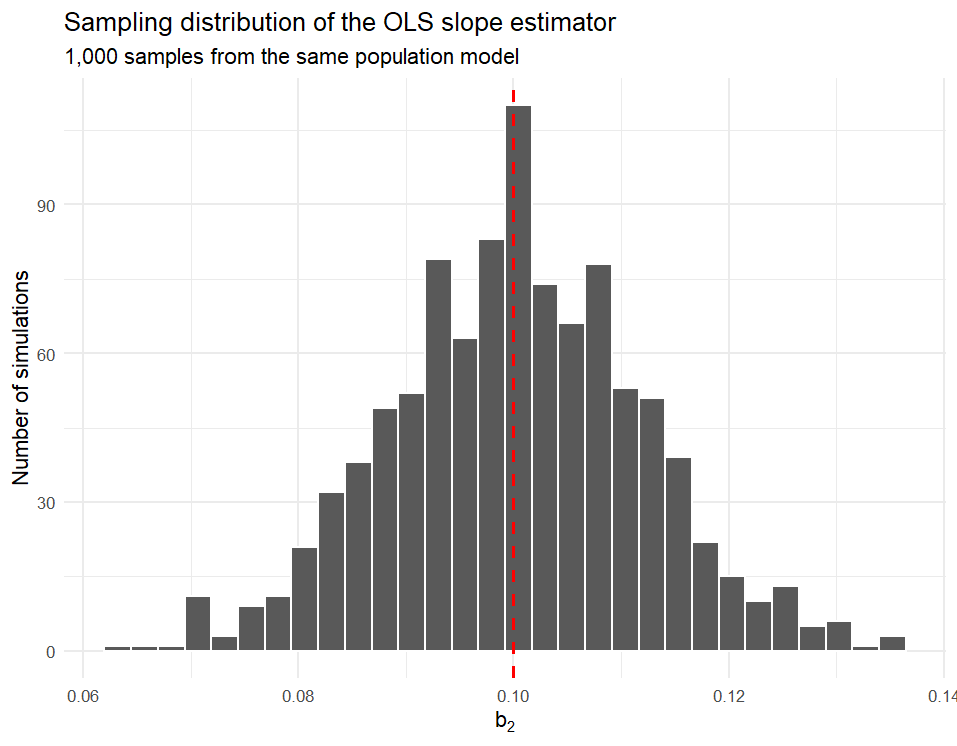 Sampling distribution of the OLS slope estimator
1,000 samples from the same population model
Number of simulations
90
60
30
0
0.06 0.08 0.10 0.12 0.14
b₂